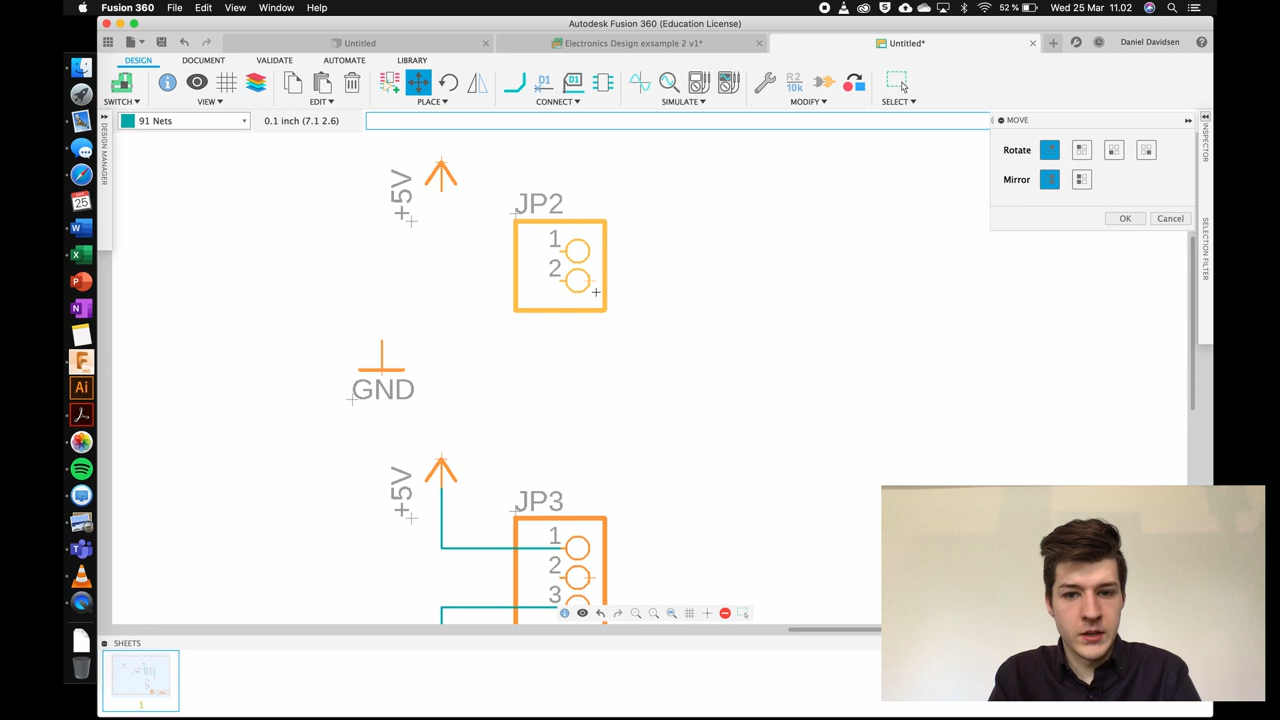 Fusion 360 File Edit View Window Help
52 % Wed 25 Mar 11.02
Autodesk Fusion 360 (Education License)
Untitled
Electronics Design exsample 2 v1*
Untitled*
Daniel Davidsen
DESIGN DOCUMENT VALIDATE AUTOMATE LIBRARY
SWITCH VIEW EDIT PLACE CONNECT SIMULATE MODIFY SELECT
91 Nets
0.1 inch (7.1 2.6)
MOVE
Rotate
Mirror
OK Cancel
DESIGN MANAGER
INSPECTOR
SELECTION FILTER
+5V
JP2
1
2
GND
+5V
JP3
1
2
3
SHEETS
1